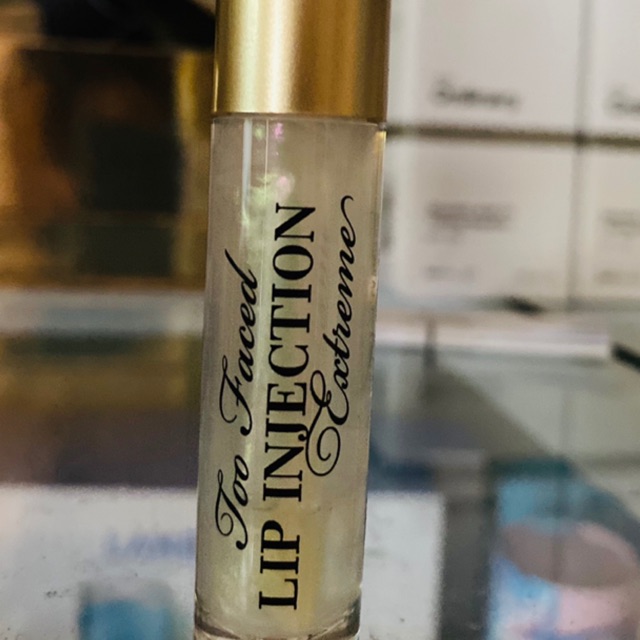 Too Faced
LIP INJECTION
Extreme